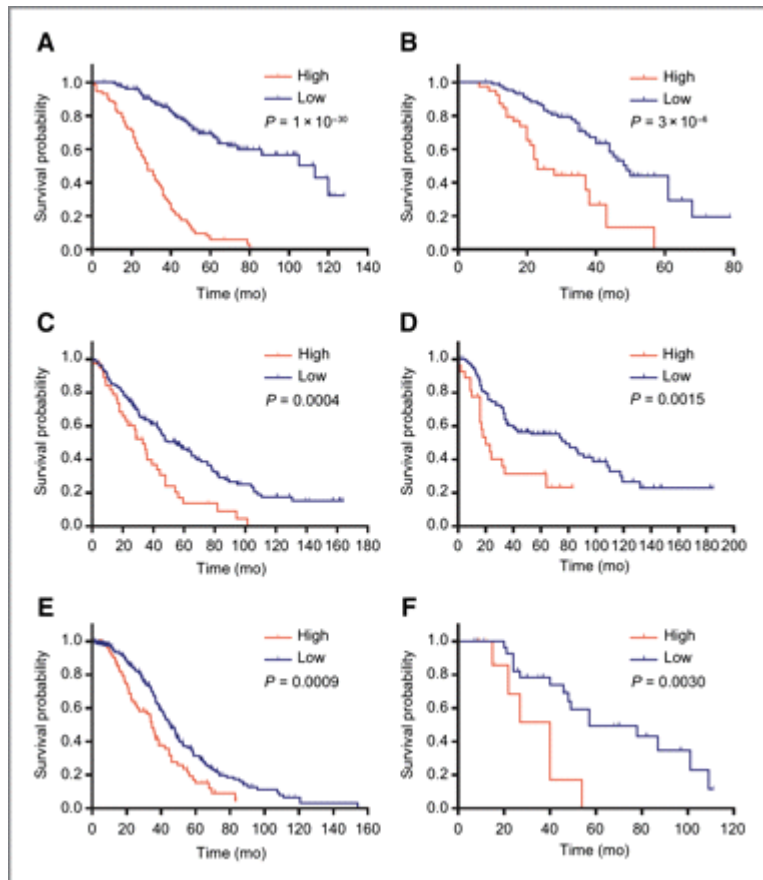 A
1.0
0.8
0.6
0.4
0.2
0.0
Survival probability
High
Low
P = 1 × 10⁻³⁰
0 20 40 60 80 100 120 140
Time (mo)
B
1.0
0.8
0.6
0.4
0.2
0.0
Survival probability
High
Low
P = 3 × 10⁻⁶
0 20 40 60 80
Time (mo)
C
1.0
0.8
0.6
0.4
0.2
0.0
Survival probability
High
Low
P = 0.0004
0 20 40 60 80 100 120 140 160 180
Time (mo)
D
1.0
0.8
0.6
0.4
0.2
0.0
Survival probability
High
Low
P = 0.0015
0 20 40 60 80 100 120 140 160 180 200
Time (mo)
E
1.0
0.8
0.6
0.4
0.2
0.0
Survival probability
High
Low
P = 0.0009
0 20 40 60 80 100 120 140 160
Time (mo)
F
1.0
0.8
0.6
0.4
0.2
0.0
Survival probability
High
Low
P = 0.0030
0 20 40 60 80 100 120
Time (mo)